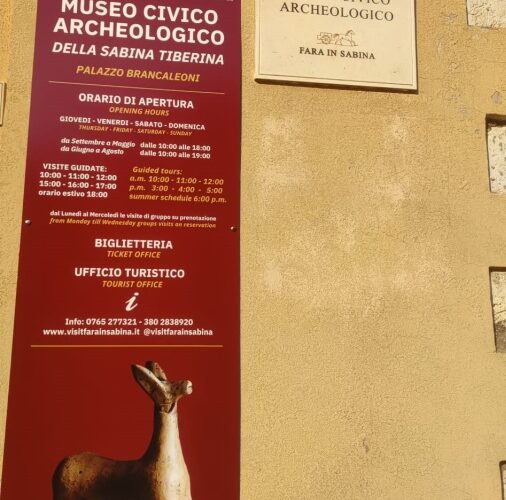 MUSEO CIVICO
ARCHEOLOGICO
DELLA SABINA TIBERINA
PALAZZO BRANCALEONI
ORARIO DI APERTURA
OPENING HOURS
GIOVEDI - VENERDI - SABATO - DOMENICA
THURSDAY - FRIDAY - SATURDAY - SUNDAY
da Settembre a Maggio dalle 10:00 alle 18:00
da Giugno a Agosto dalle 10:00 alle 19:00
VISITE GUIDATE:
10:00 - 11:00 - 12:00
15:00 - 16:00 - 17:00
orario estivo 18:00
Guided tours:
a.m. 10:00 - 11:00 - 12:00
p.m. 3:00 - 4:00 - 5:00
summer schedule 6:00 p.m.
dal Lunedì al Mercoledì le visite di gruppo su prenotazione
from Monday till Wednesday groups visits on reservation
BIGLIETTERIA
TICKET OFFICE
UFFICIO TURISTICO
TOURIST OFFICE
i
Info: 0765 277321 - 380 2838920
www.visitfarainsabina.it @visitfarainsabina
CIVICO
ARCHEOLOGICO
FARA IN SABINA